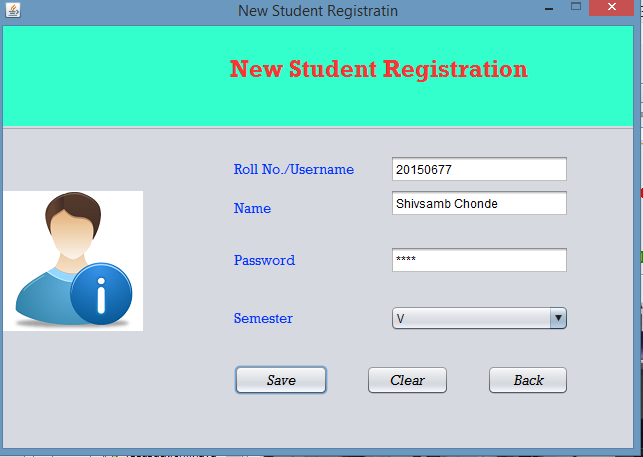 New Student Registratin
New Student Registration
Roll No./Username 20150677
Name Shivsamb Chonde
Password ****
Semester V
Save Clear Back